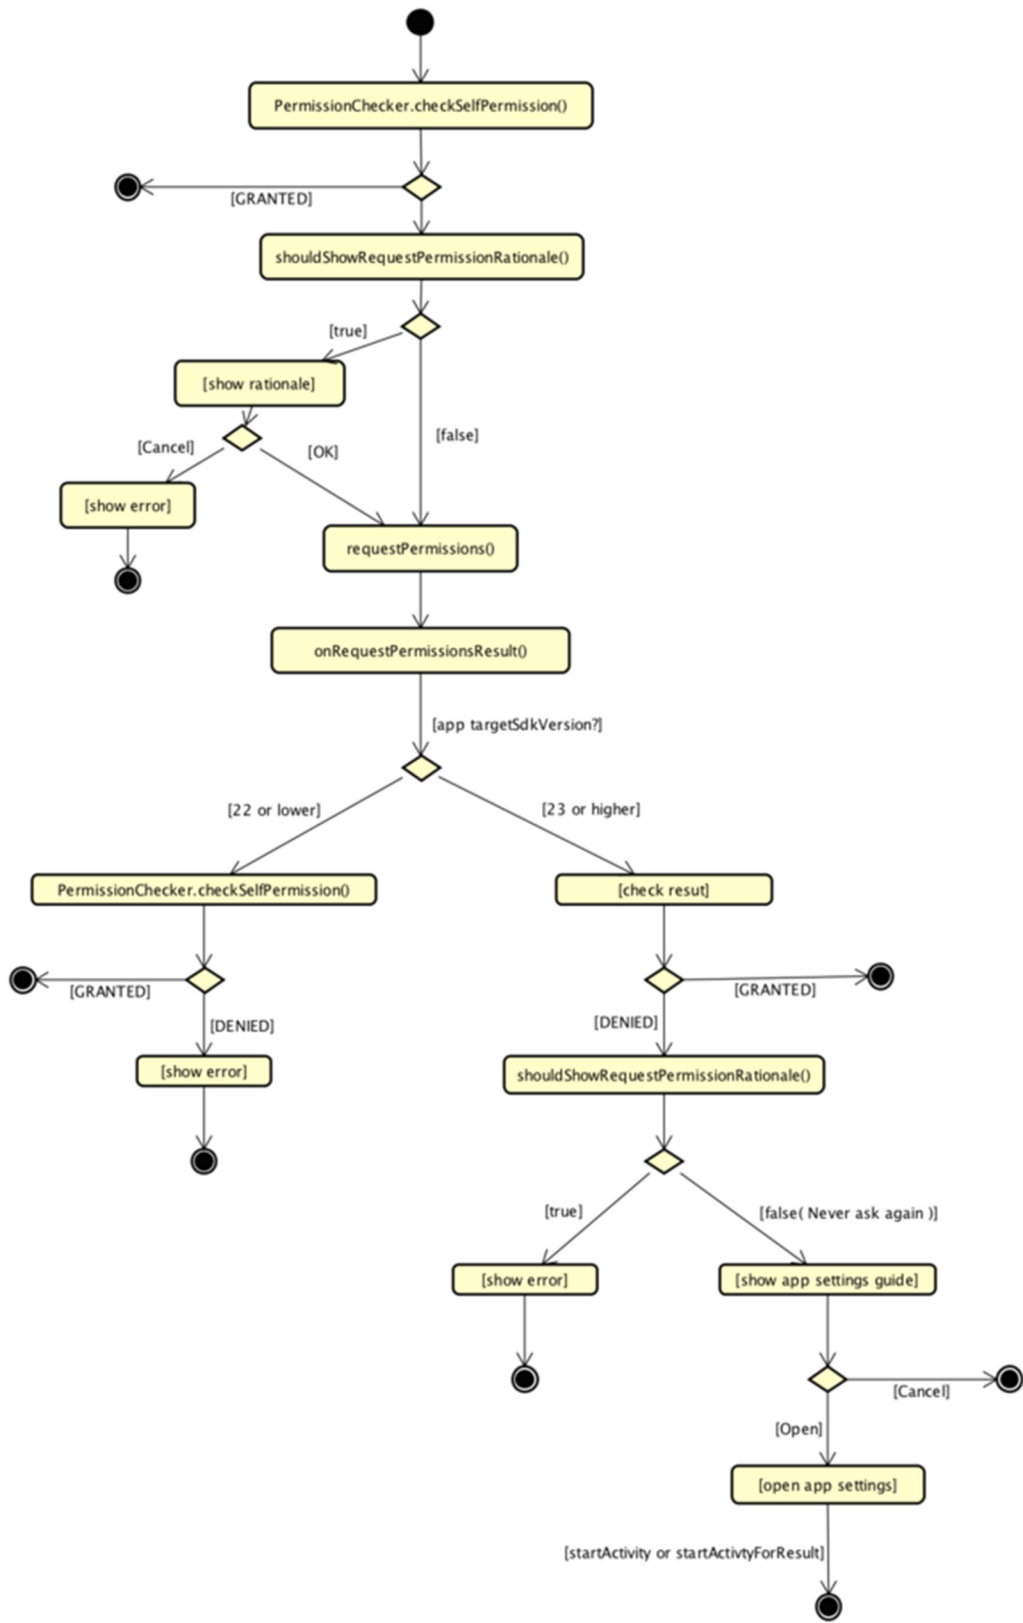 PermissionChecker.checkSelfPermission()
[GRANTED]
shouldShowRequestPermissionRationale()
[true]
[show rationale]
[false]
[Cancel]
[OK]
[show error]
requestPermissions()
onRequestPermissionsResult()
[app targetSdkVersion?]
[22 or lower]
[23 or higher]
PermissionChecker.checkSelfPermission()
[check resut]
[GRANTED]
[GRANTED]
[DENIED]
[DENIED]
[show error]
shouldShowRequestPermissionRationale()
[true]
[false( Never ask again )]
[show error]
[show app settings guide]
[Cancel]
[Open]
[open app settings]
[startActivity or startActivtyForResult]